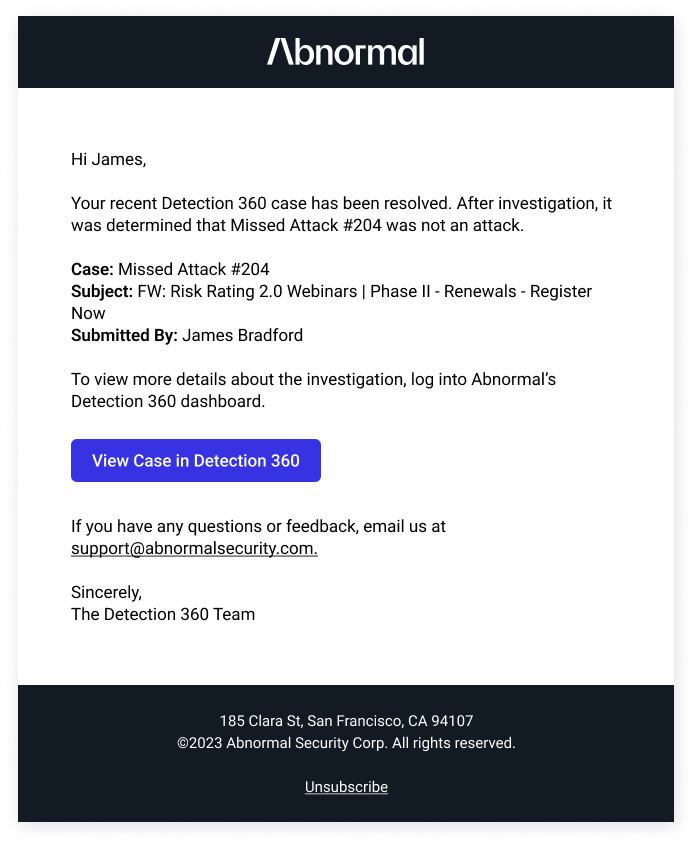 Abnormal
Hi James,
Your recent Detection 360 case has been resolved. After investigation, it
was determined that Missed Attack #204 was not an attack.
Case: Missed Attack #204
Subject: FW: Risk Rating 2.0 Webinars | Phase II - Renewals - Register
Now
Submitted By: James Bradford
To view more details about the investigation, log into Abnormal’s
Detection 360 dashboard.
View Case in Detection 360
If you have any questions or feedback, email us at
support@abnormalsecurity.com.
Sincerely,
The Detection 360 Team
185 Clara St, San Francisco, CA 94107
©2023 Abnormal Security Corp. All rights reserved.
Unsubscribe